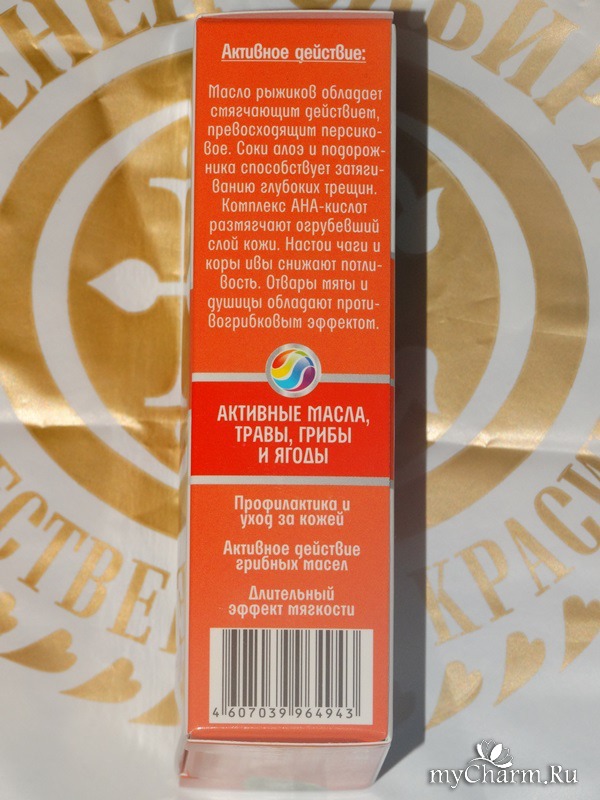 Активное действие:
Масло рыжиков обладает
смягчающим действием,
превосходящим персико-
вое. Соки алоэ и подорож-
ника способствует затяги-
ванию глубоких трещин.
Комплекс АНА-кислот
размягчают огрубевший
слой кожи. Настои чаги и
коры ивы снижают потли-
вость. Отвары мяты и
душицы обладают проти-
вогрибковым эффектом.
АКТИВНЫЕ МАСЛА,
ТРАВЫ, ГРИБЫ
И ЯГОДЫ
Профилактика и
уход за кожей
Активное действие
грибных масел
Длительный
эффект мягкости
4 607039 964943
myCharm.Ru